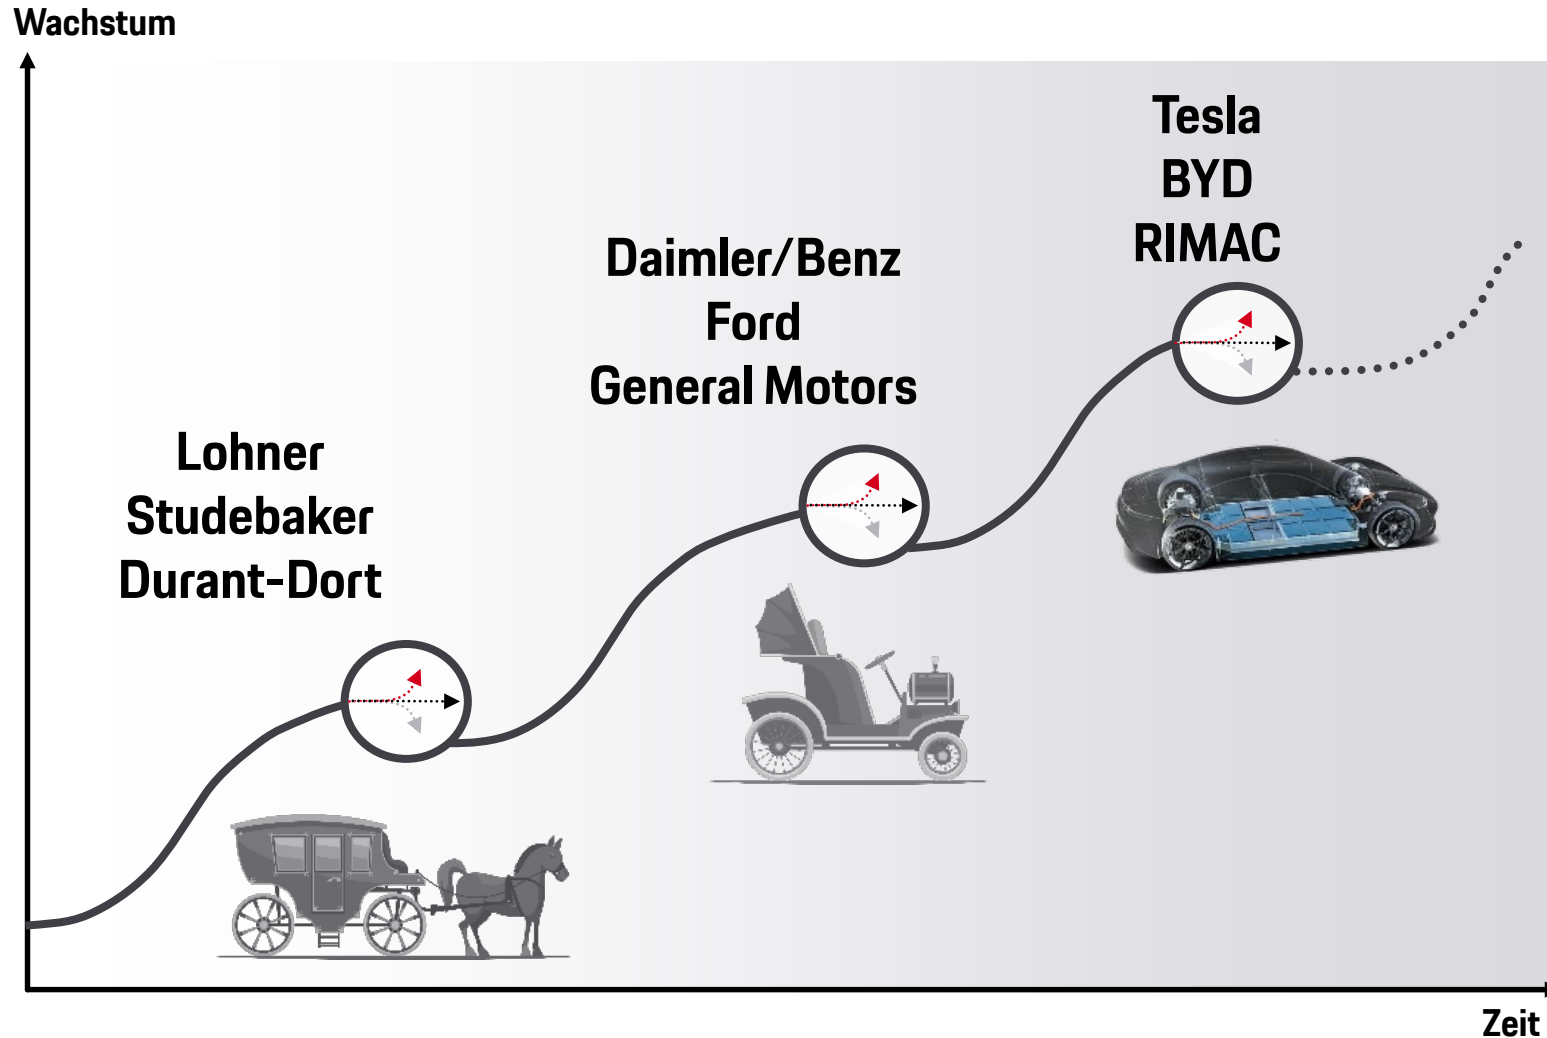 Wachstum
Tesla
BYD
RIMAC
Daimler/Benz
Ford
General Motors
Lohner
Studebaker
Durant-Dort
Zeit